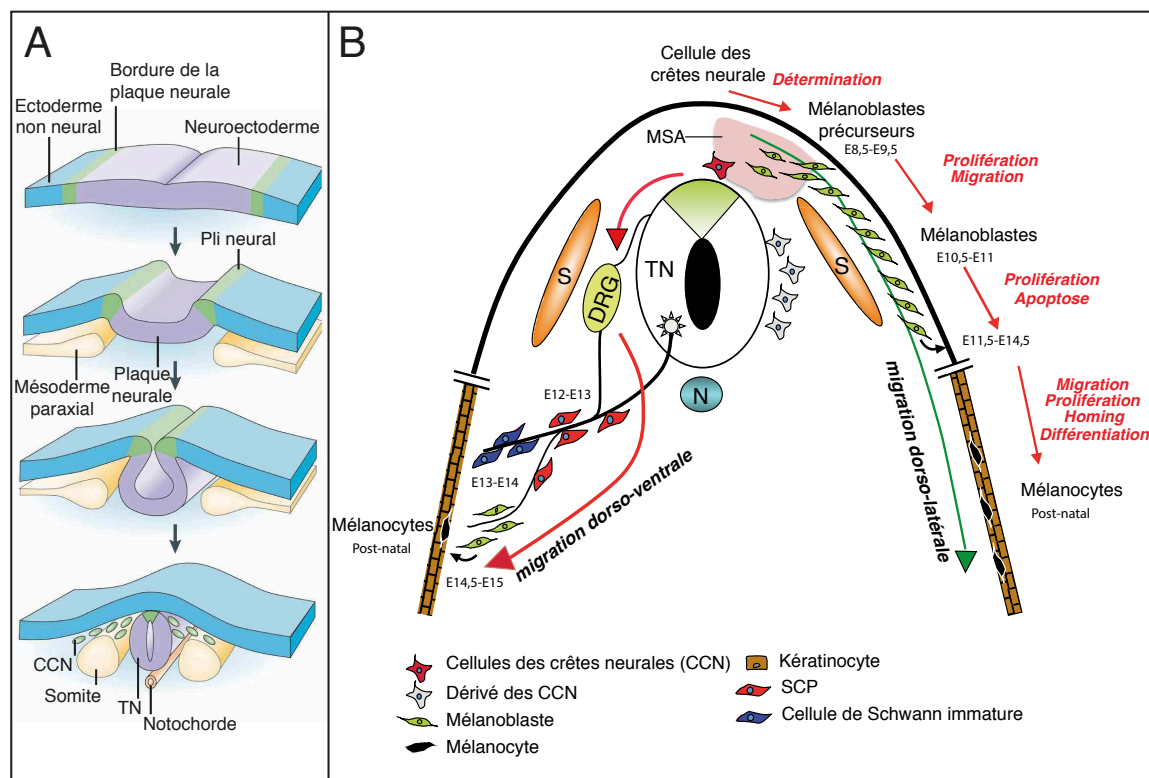 A
Bordure de la
plaque neurale
Ectoderme
non neural
Neuroectoderme
Pli neural
Mésoderme
paraxial
Plaque
neurale
CCN
Somite
TN
Notochorde
B
Cellule des
crêtes neurale
Détermination
Mélanoblastes
précurseurs
E8,5-E9,5
MSA
Prolifération
Migration
Mélanoblastes
E10,5-E11
Prolifération
Apoptose
E11,5-E14,5
S
DRG
TN
S
N
migration dorso-latérale
Migration
Prolifération
Homing
Différentiation
E12-E13
E13-E14
Mélanocytes
Post-natal
E14,5-E15
migration dorso-ventrale
Mélanocytes
Post-natal
Cellules des crêtes neurales (CCN)
Dérivé des CCN
Mélanoblaste
Mélanocyte
Kératinocyte
SCP
Cellule de Schwann immature